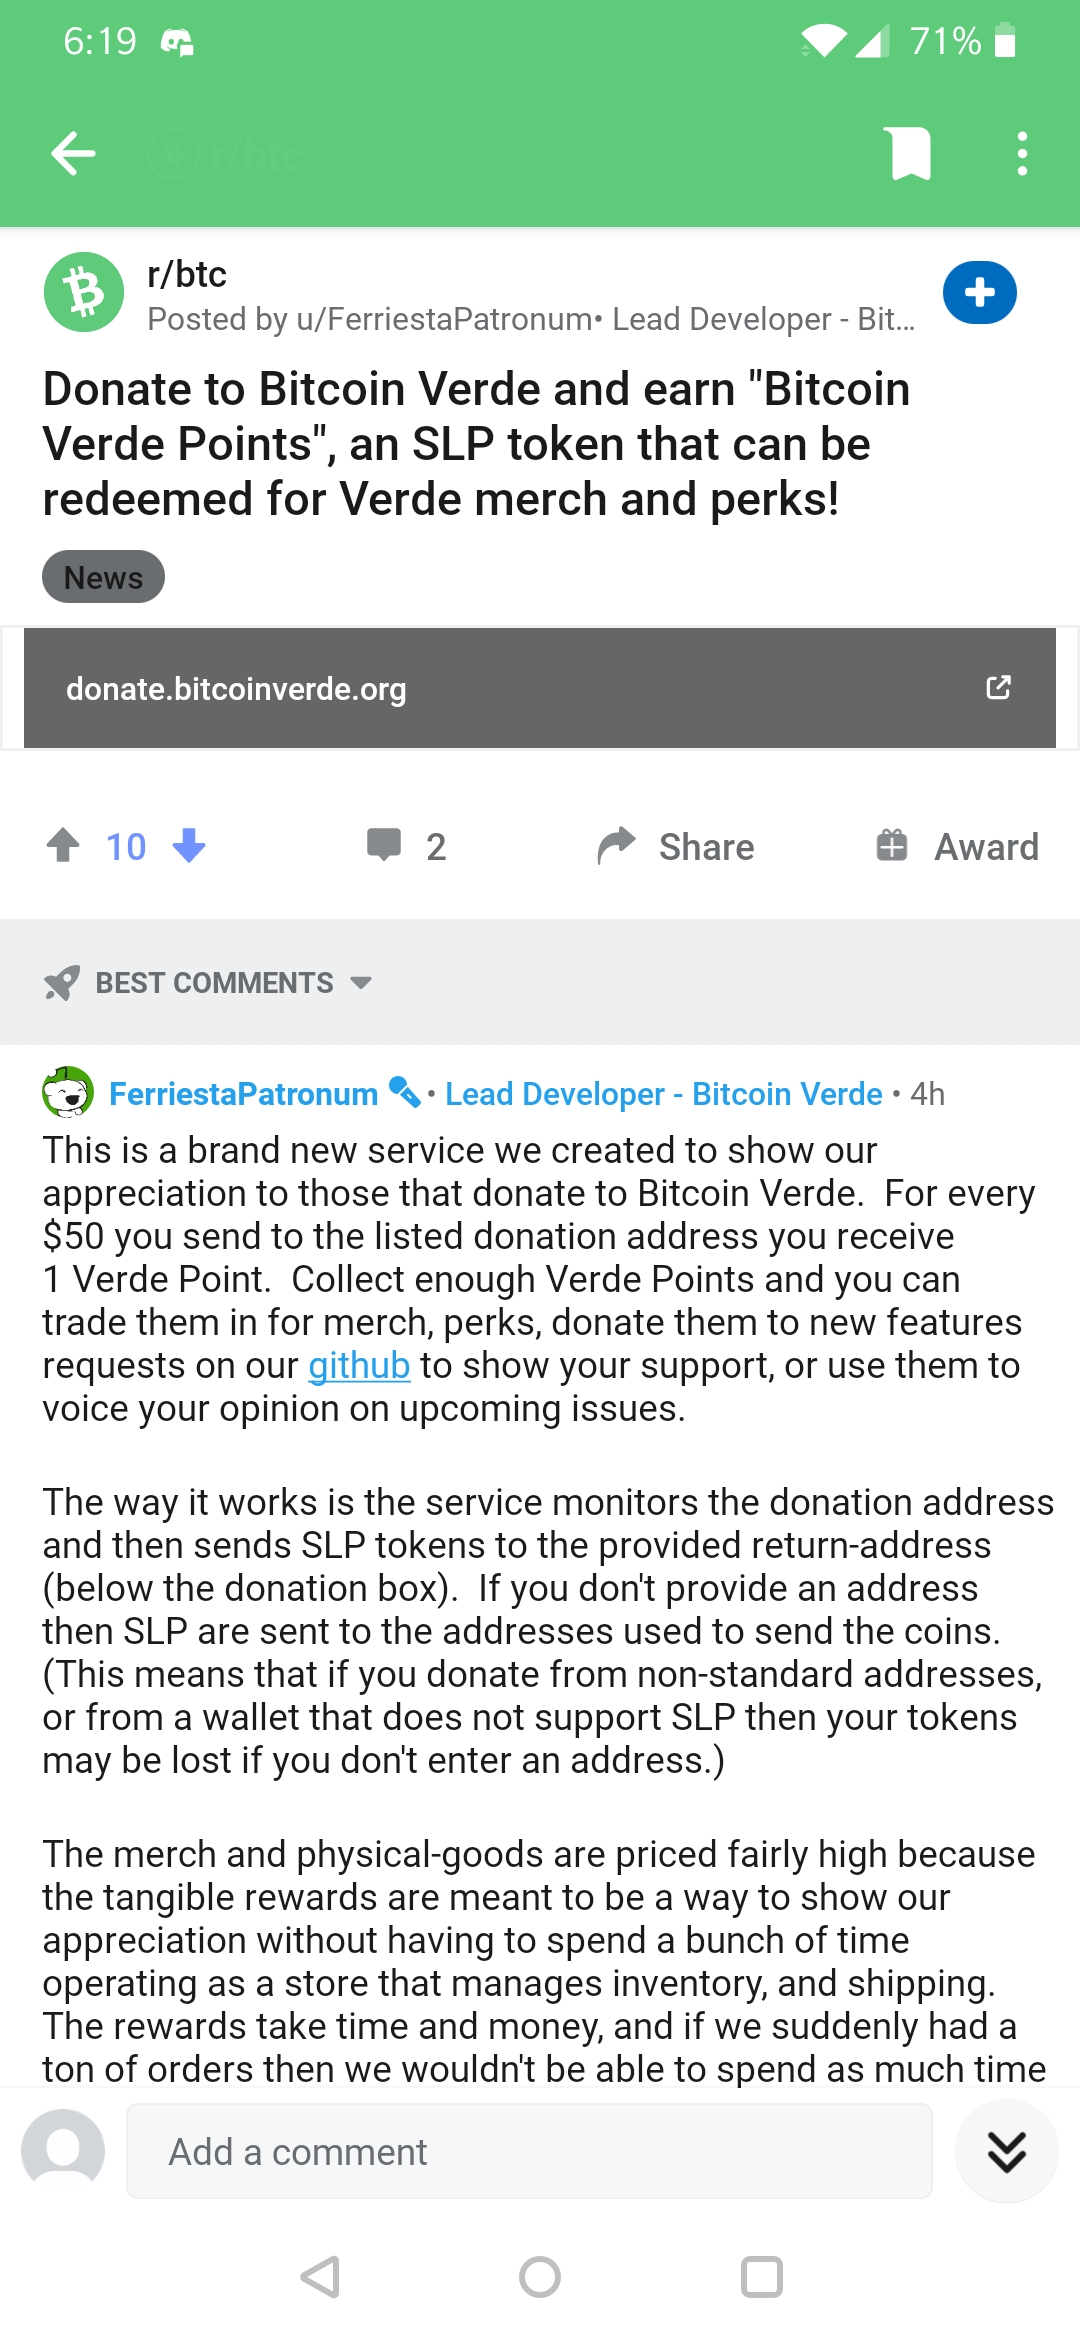 6:19
71%
r/btc
r/btc
Posted by u/FerriestaPatronum• Lead Developer - Bit...
Donate to Bitcoin Verde and earn "Bitcoin
Verde Points", an SLP token that can be
redeemed for Verde merch and perks!
News
donate.bitcoinverde.org
10
2
Share
Award
BEST COMMENTS
FerriestaPatronum • Lead Developer - Bitcoin Verde • 4h
This is a brand new service we created to show our
appreciation to those that donate to Bitcoin Verde.  For every
$50 you send to the listed donation address you receive
1 Verde Point.  Collect enough Verde Points and you can
trade them in for merch, perks, donate them to new features
requests on our github to show your support, or use them to
voice your opinion on upcoming issues.
The way it works is the service monitors the donation address
and then sends SLP tokens to the provided return-address
(below the donation box).  If you don't provide an address
then SLP are sent to the addresses used to send the coins.
(This means that if you donate from non-standard addresses,
or from a wallet that does not support SLP then your tokens
may be lost if you don't enter an address.)
The merch and physical-goods are priced fairly high because
the tangible rewards are meant to be a way to show our
appreciation without having to spend a bunch of time
operating as a store that manages inventory, and shipping.
The rewards take time and money, and if we suddenly had a
ton of orders then we wouldn't be able to spend as much time
Add a comment